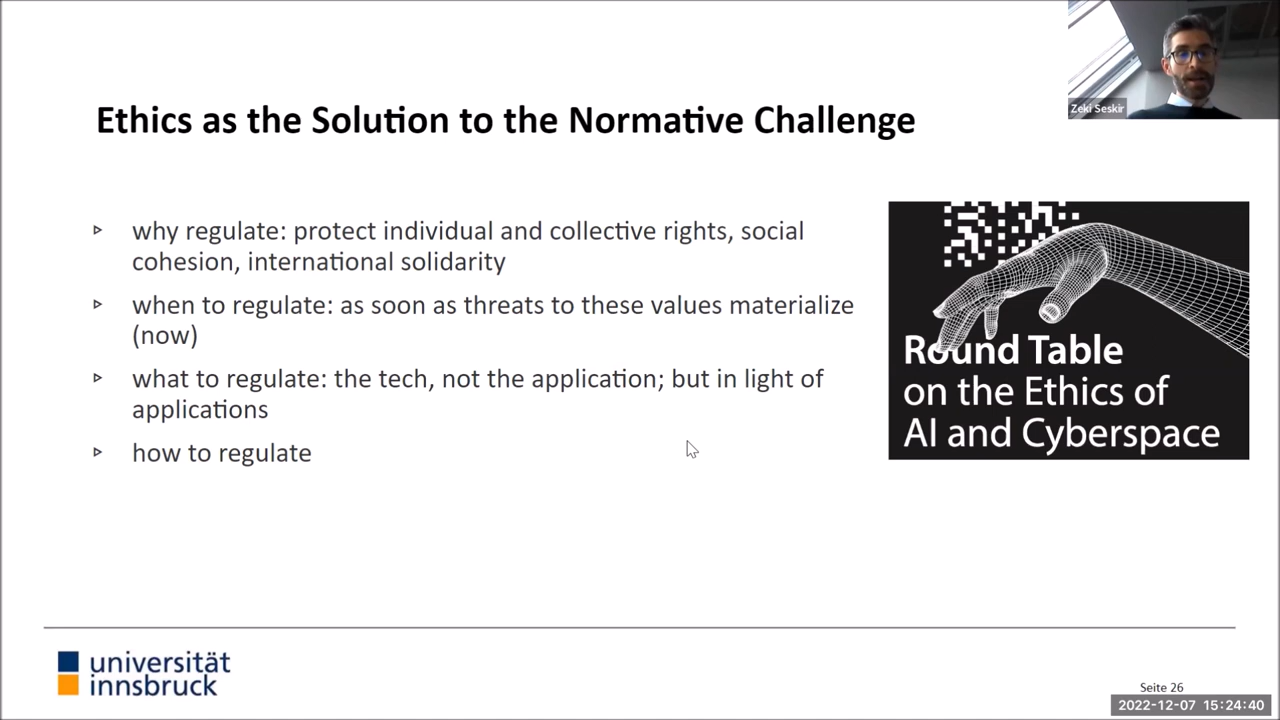 Zeki Seskir
Ethics as the Solution to the Normative Challenge
▹ why regulate: protect individual and collective rights, social
cohesion, international solidarity
▹ when to regulate: as soon as threats to these values materialize
(now)
▹ what to regulate: the tech, not the application; but in light of
applications
▹ how to regulate
Round Table
on the Ethics of
AI and Cyberspace
universität
innsbruck
Seite 26
2022-12-07 15:24:40